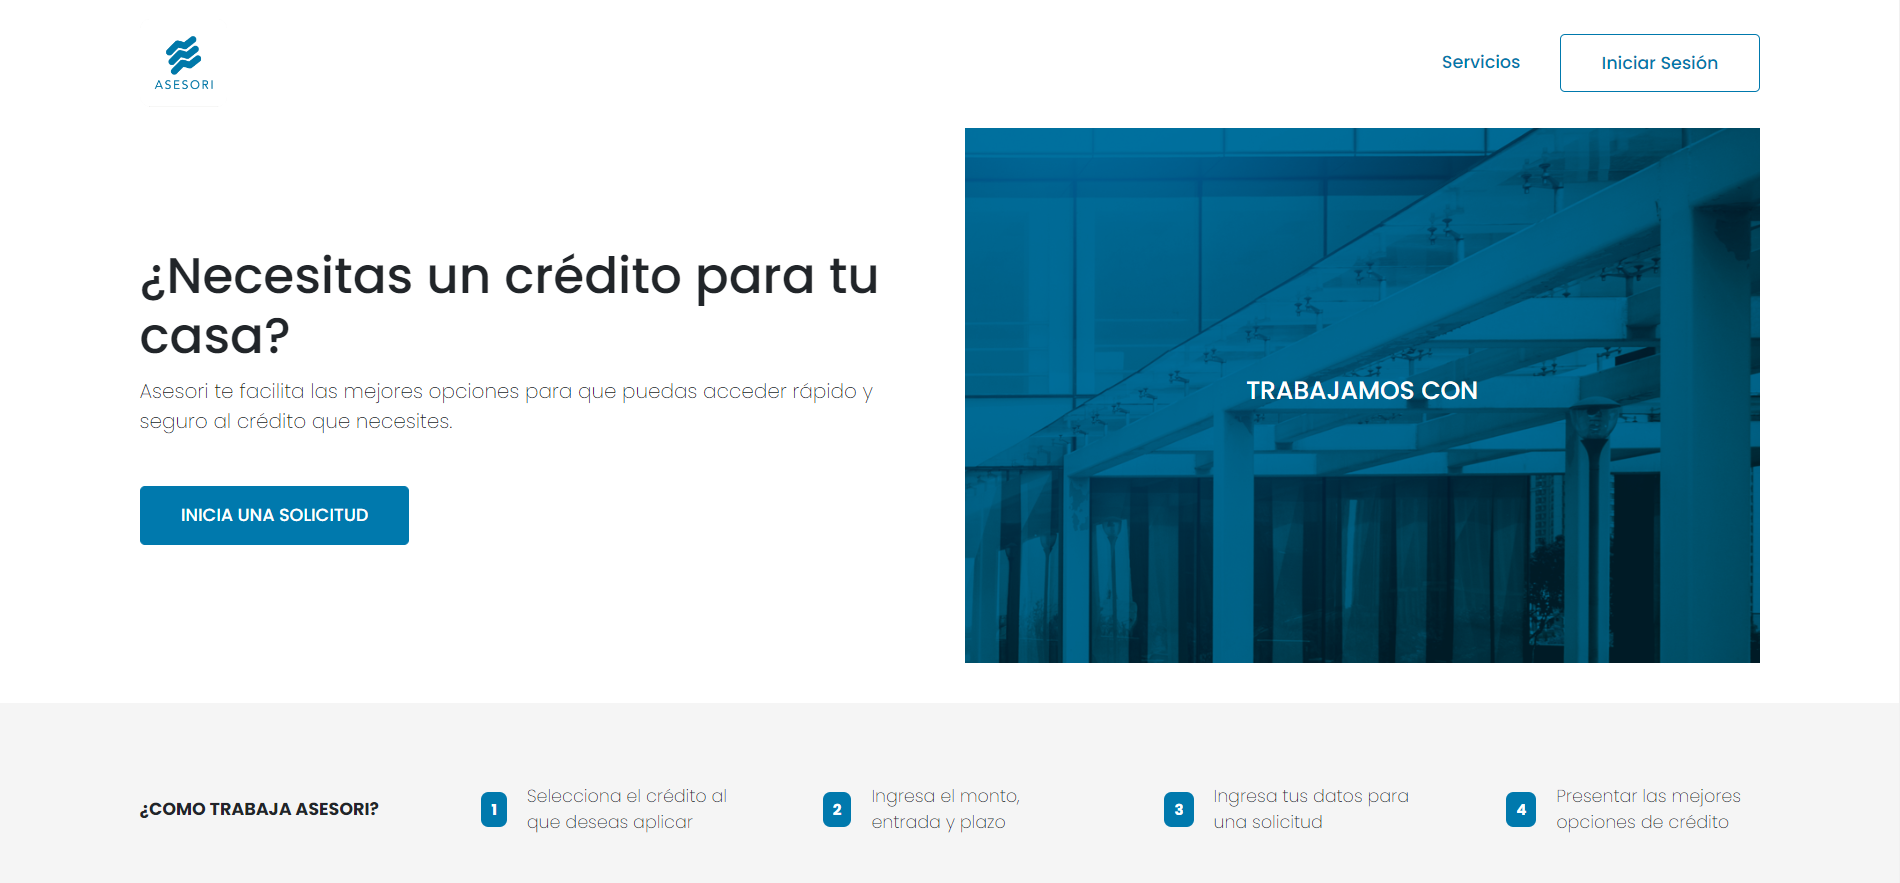 ASESORI
Servicios
Iniciar Sesión
¿Necesitas un crédito para tu
casa?
Asesori te facilita las mejores opciones para que puedas acceder rápido y
seguro al crédito que necesites.
INICIA UNA SOLICITUD
TRABAJAMOS CON
¿COMO TRABAJA ASESORI?
1
Selecciona el crédito al
que deseas aplicar
2
Ingresa el monto,
entrada y plazo
3
Ingresa tus datos para
una solicitud
4
Presentar las mejores
opciones de crédito